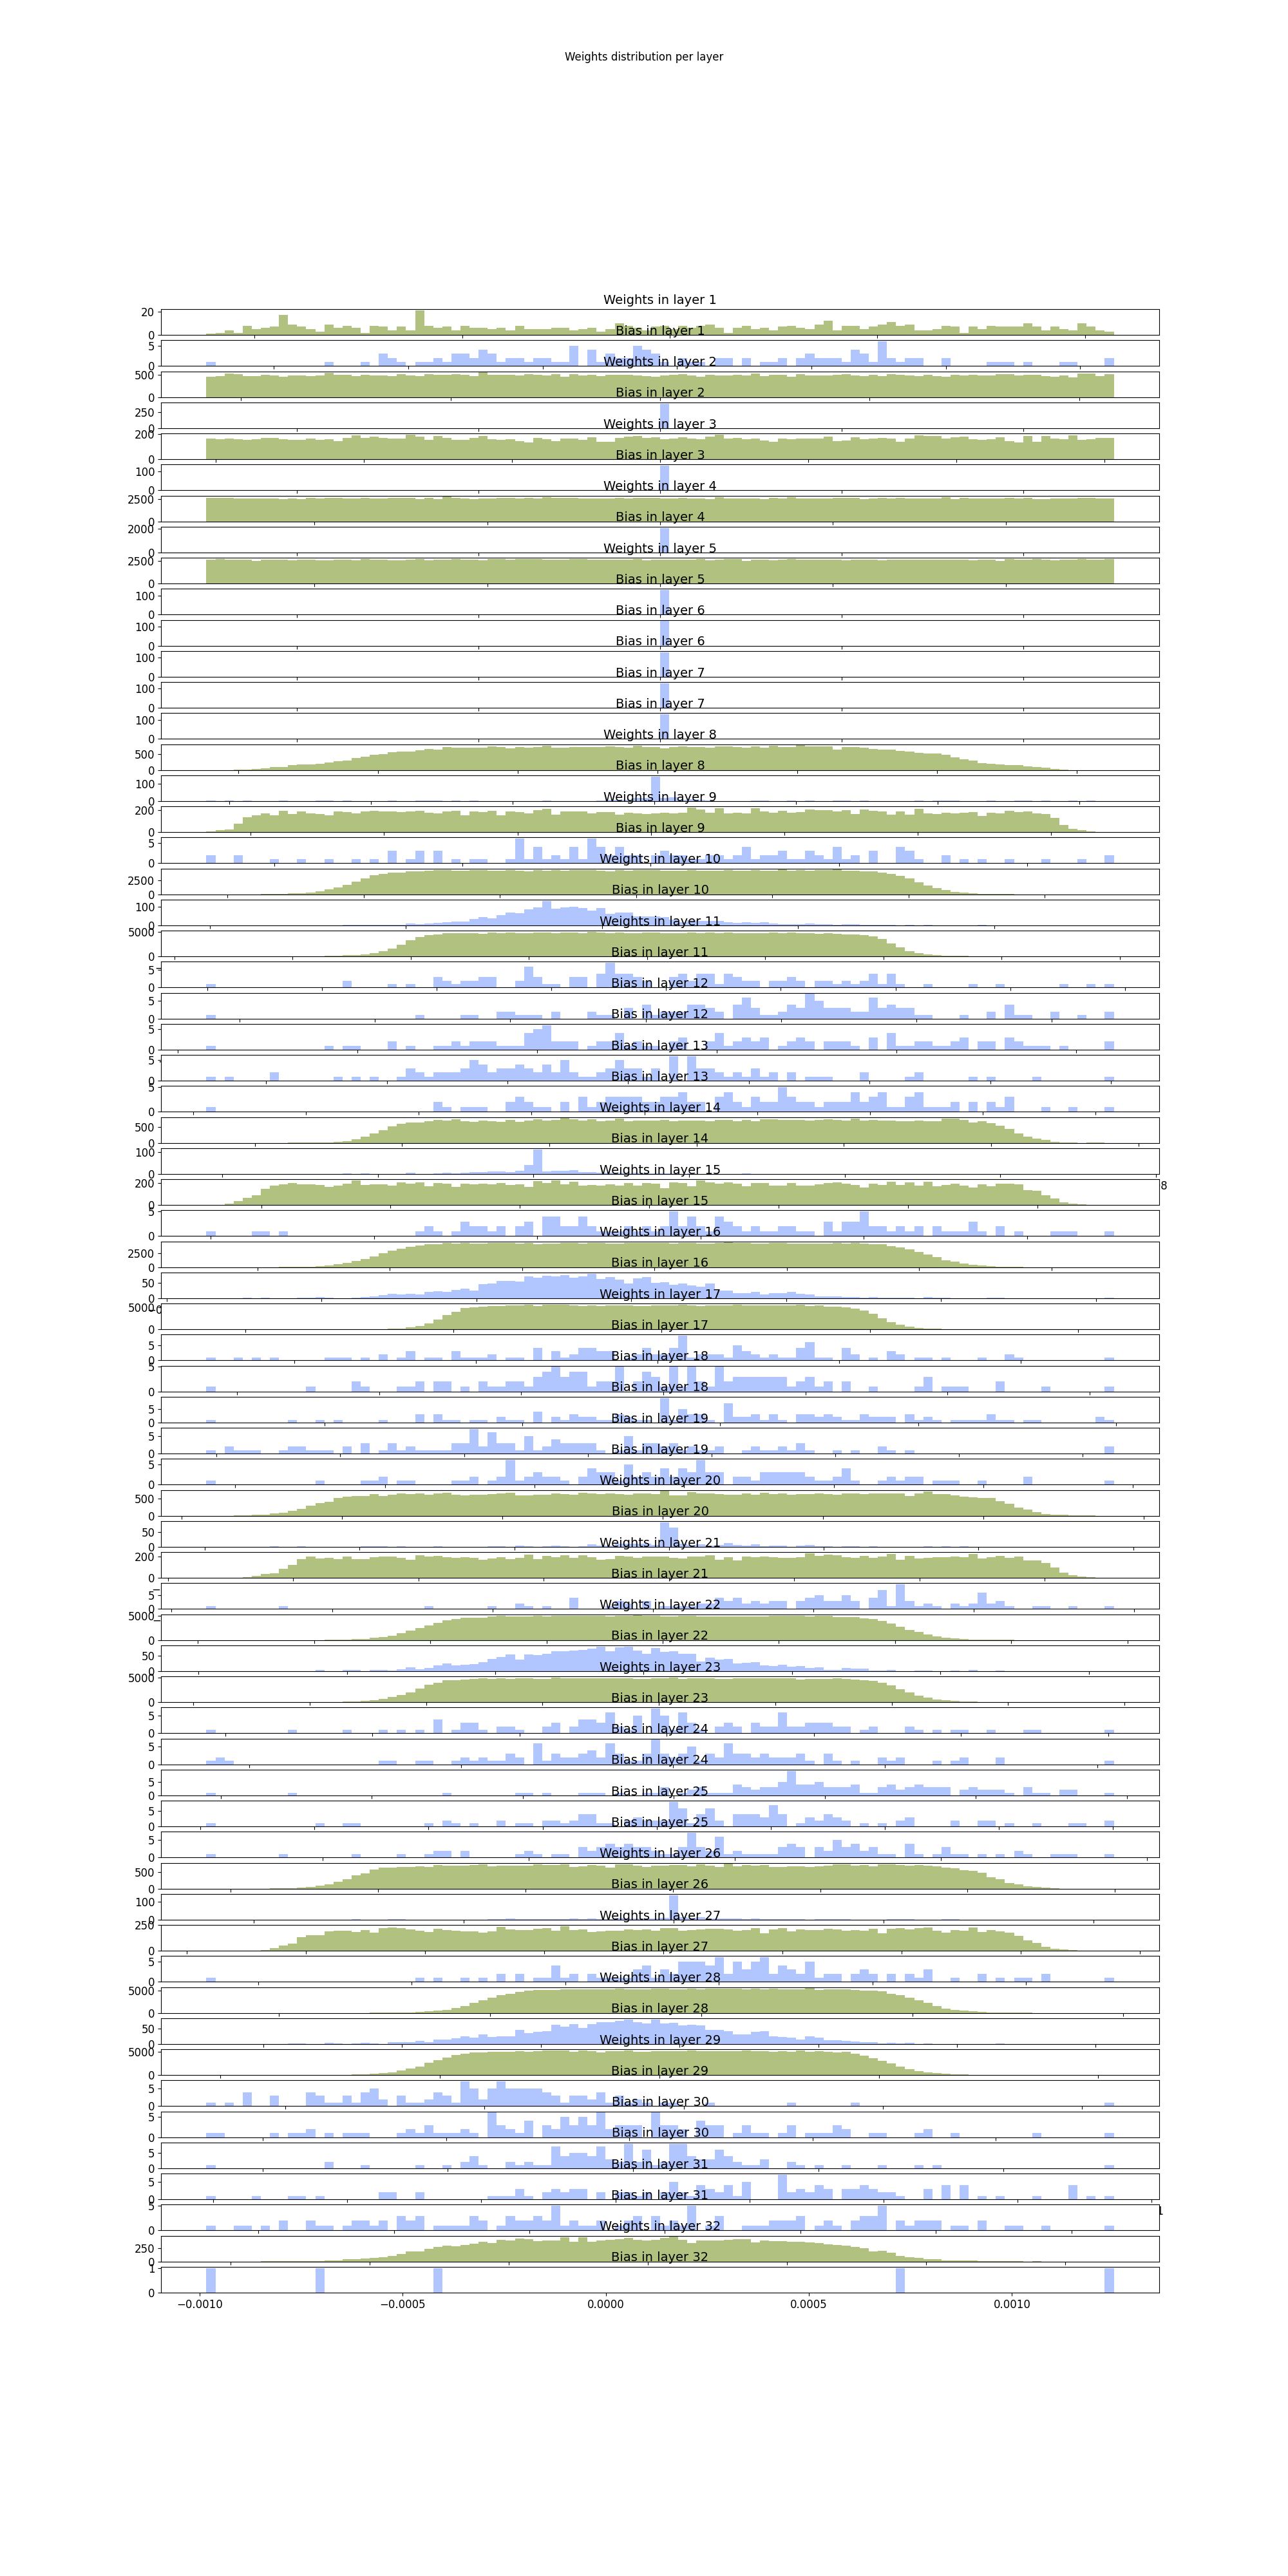 Weights distribution per layer
Weights in layer 1
20
0
Bias in layer 1
5
0
Weights in layer 2
500
0
Bias in layer 2
250
0
Weights in layer 3
200
0
Bias in layer 3
100
0
Weights in layer 4
2500
0
Bias in layer 4
2000
0
Weights in layer 5
2500
0
Bias in layer 5
100
0
Bias in layer 6
100
0
Bias in layer 6
100
0
Bias in layer 7
100
0
Bias in layer 7
100
0
Weights in layer 8
500
0
Bias in layer 8
100
0
Weights in layer 9
200
0
Bias in layer 9
5
0
Weights in layer 10
2500
0
Bias in layer 10
100
0
Weights in layer 11
5000
0
Bias in layer 11
5
0
Bias in layer 12
5
0
Bias in layer 12
5
0
Bias in layer 13
5
0
Bias in layer 13
5
0
Weights in layer 14
500
0
Bias in layer 14
100
0
Weights in layer 15
8
200
0
Bias in layer 15
5
0
Weights in layer 16
2500
0
Bias in layer 16
50
0
Weights in layer 17
5000
0
Bias in layer 17
5
0
Bias in layer 18
5
0
Bias in layer 18
5
0
Bias in layer 19
5
0
Bias in layer 19
5
0
Weights in layer 20
500
0
Bias in layer 20
50
0
Weights in layer 21
200
0
Bias in layer 21
5
0
Weights in layer 22
5000
0
Bias in layer 22
50
0
Weights in layer 23
5000
0
Bias in layer 23
5
0
Bias in layer 24
5
0
Bias in layer 24
5
0
Bias in layer 25
5
0
Bias in layer 25
5
0
Weights in layer 26
500
0
Bias in layer 26
100
0
Weights in layer 27
250
0
Bias in layer 27
5
0
Weights in layer 28
5000
0
Bias in layer 28
50
0
Weights in layer 29
5000
0
Bias in layer 29
5
0
Bias in layer 30
5
0
Bias in layer 30
5
0
Bias in layer 31
5
0
Bias in layer 31
5
0
Weights in layer 32
250
0
Bias in layer 32
1
0
−0.0010 −0.0005 0.0000 0.0005 0.0010